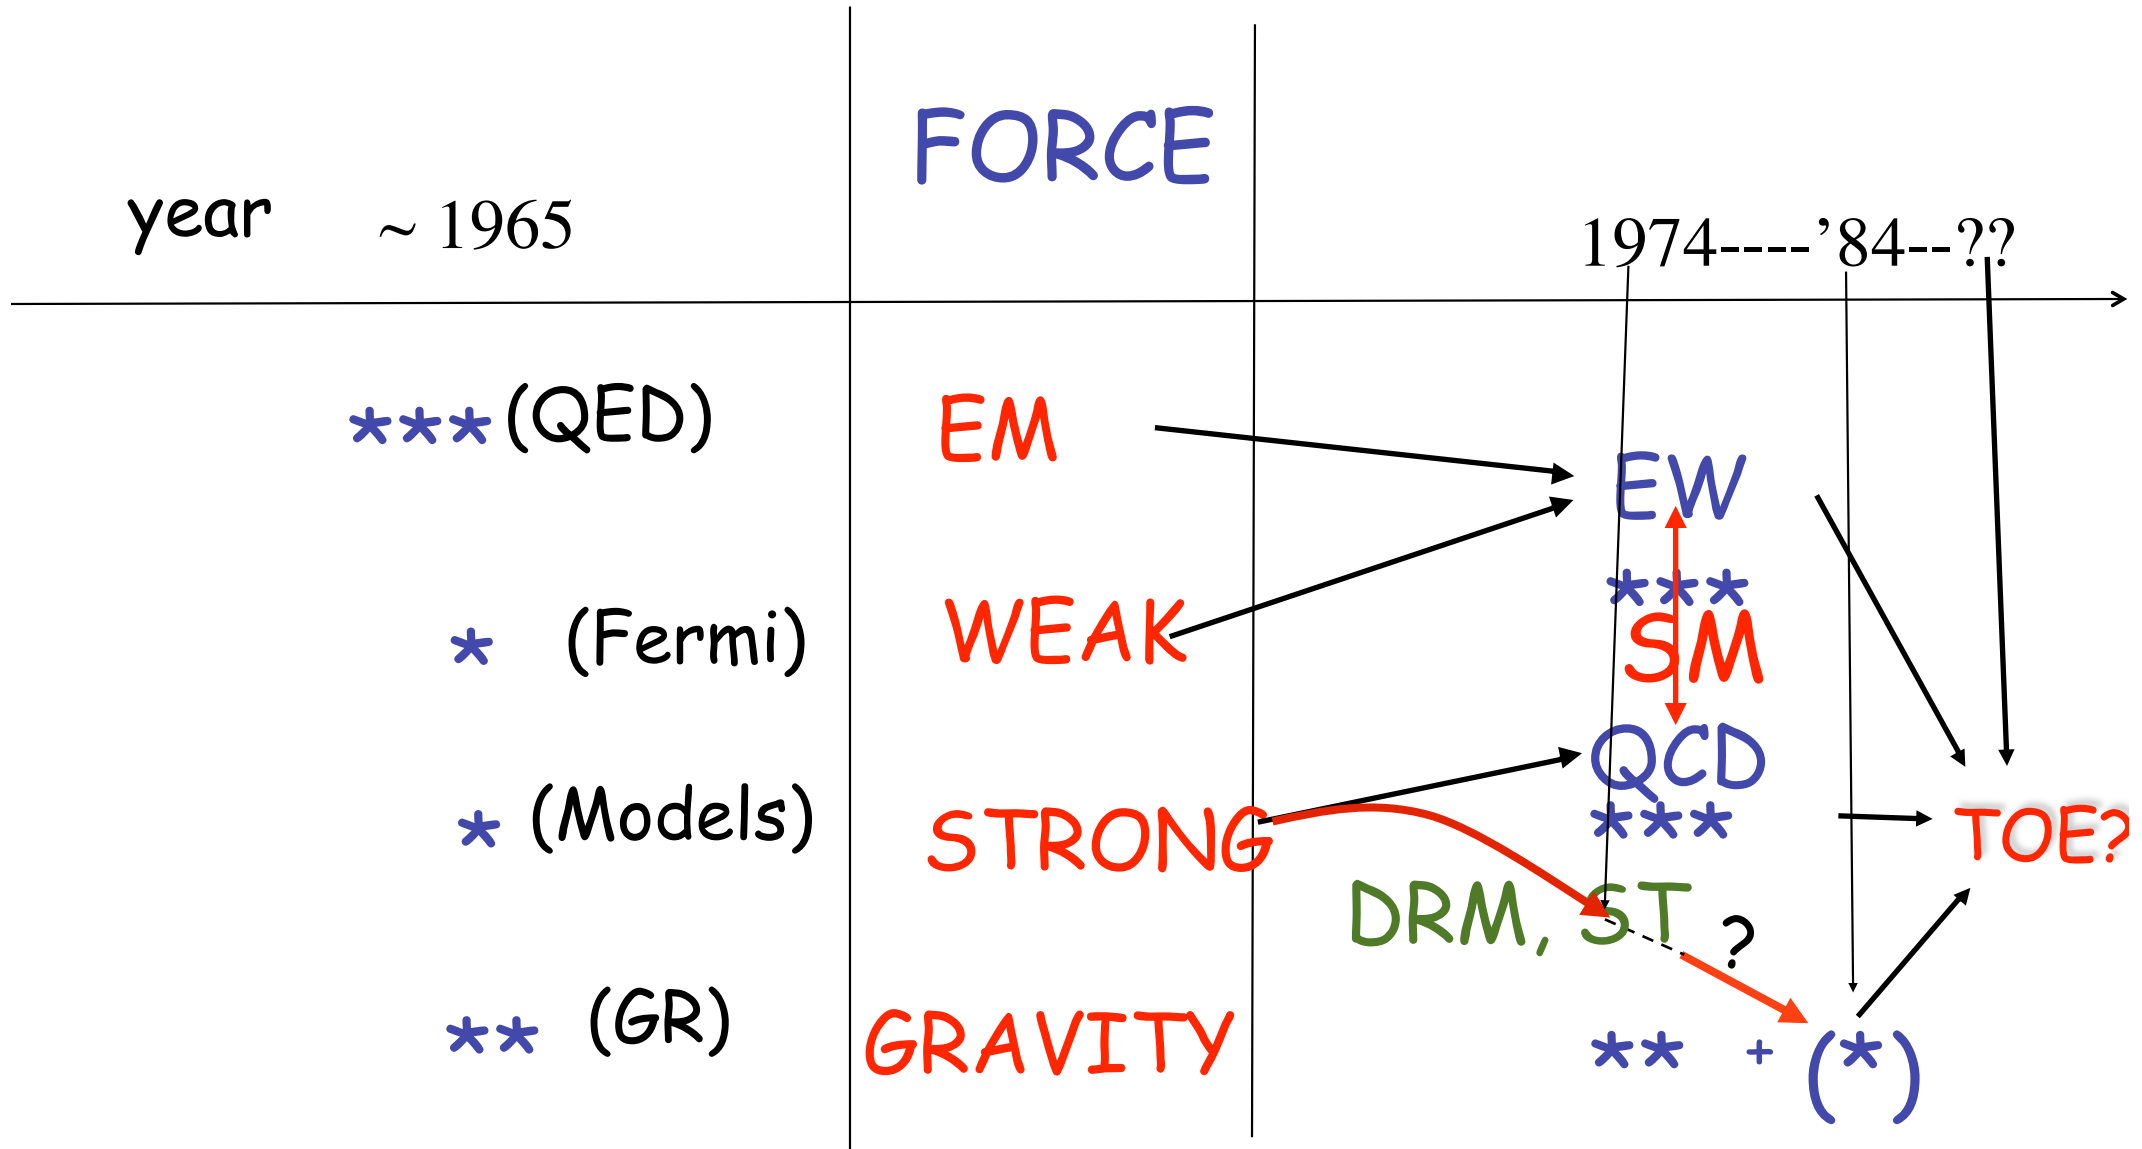 FORCE
year ~ 1965 1974----’84--??
***(QED) EM
EW
***
* (Fermi) WEAK SM
QCD
* (Models) STRONG *** TOE?
DRM, ST ?
** (GR) GRAVITY ** + (*)